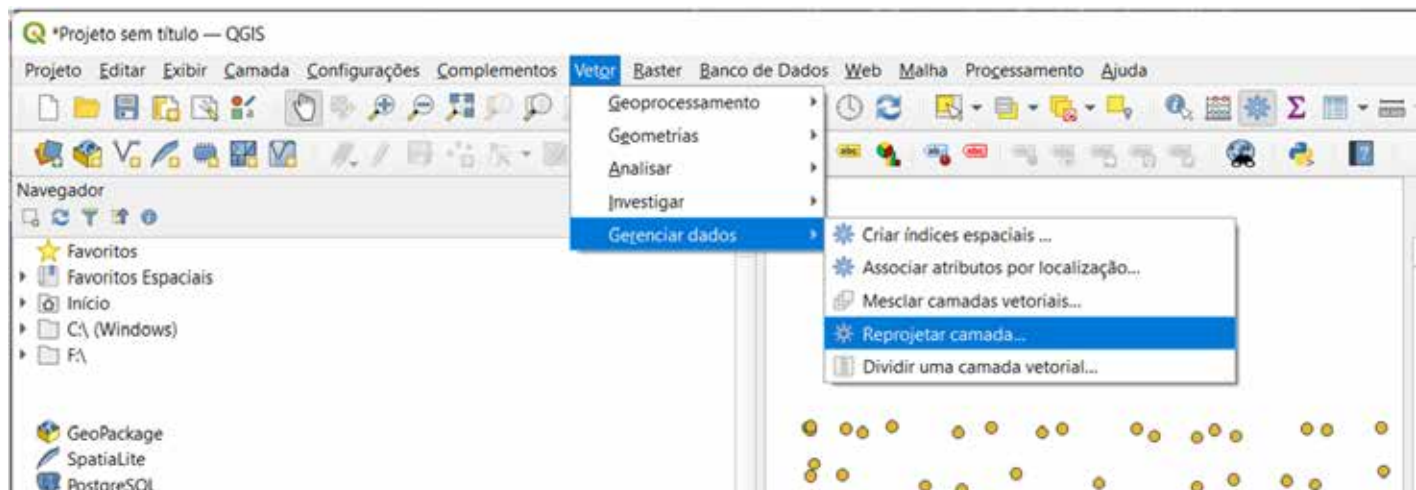 *Projeto sem título — QGIS
Projeto Editar Exibir Camada Configurações Complementos Vetor Raster Banco de Dados Web Malha Processamento Ajuda
Geoprocessamento
Geometrias
Analisar
Investigar
Gerenciar dados
Criar índices espaciais ...
Associar atributos por localização...
Mesclar camadas vetoriais...
Reprojetar camada...
Dividir uma camada vetorial...
Navegador
Favoritos
Favoritos Espaciais
Início
C:\ (Windows)
F:\
GeoPackage
SpatiaLite
PostgreSQL